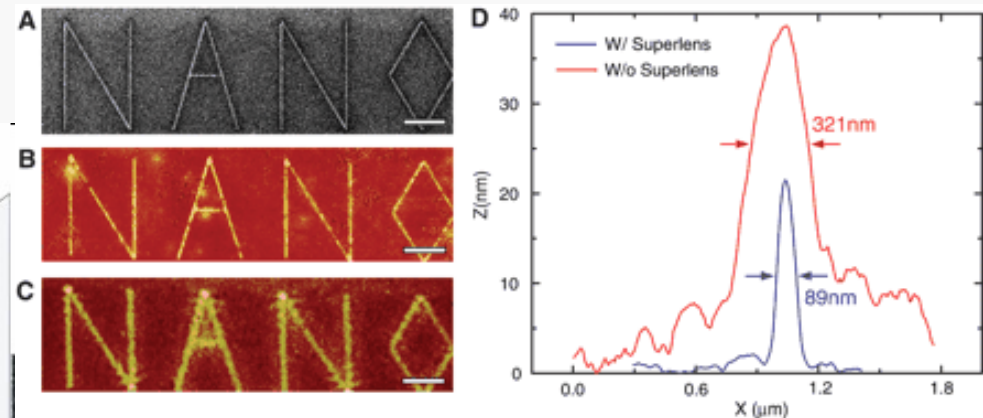 A
NANO
B
NANO
C
NANO
D
40
30
20
10
0
Z(nm)
W/ Superlens
W/o Superlens
321nm
89nm
0.0 0.6 1.2 1.8
X (μm)